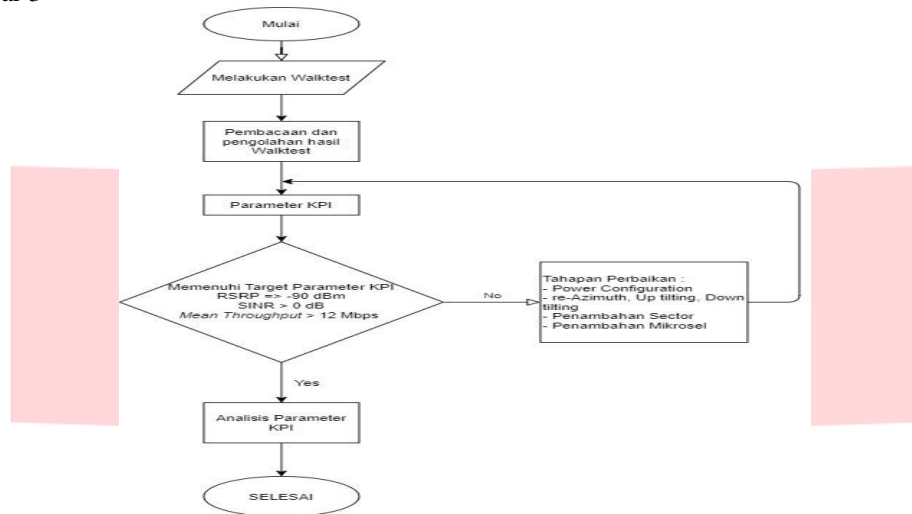 Mulai
Melakukan Walktest
Pembacaan dan
pengolahan hasil
Walktest
Parameter KPI
Memenuhi Target Parameter KPI
RSRP => -90 dBm
SINR > 0 dB
Mean Throughput > 12 Mbps
No
Tahapan Perbaikan :
- Power Configuration
- re-Azimuth, Up tilting, Down
tilting
- Penambahan Sector
- Penambahan Mikrosel
Yes
Analisis Parameter
KPI
SELESAI